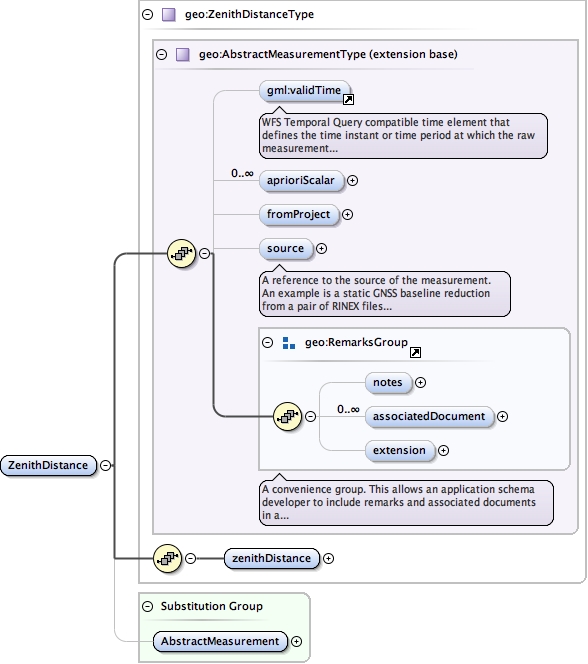 geo:ZenithDistanceType
geo:AbstractMeasurementType (extension base)
gml:validTime
WFS Temporal Query compatible time element that
defines the time instant or time period at which the raw
measurement...
0..∞
aprioriScalar
fromProject
source
A reference to the source of the measurement.
An example is a static GNSS baseline reduction
from a pair of RINEX files...
geo:RemarksGroup
notes
0..∞
associatedDocument
extension
A convenience group. This allows an application schema
developer to include remarks and associated documents
in a...
ZenithDistance
zenithDistance
Substitution Group
AbstractMeasurement